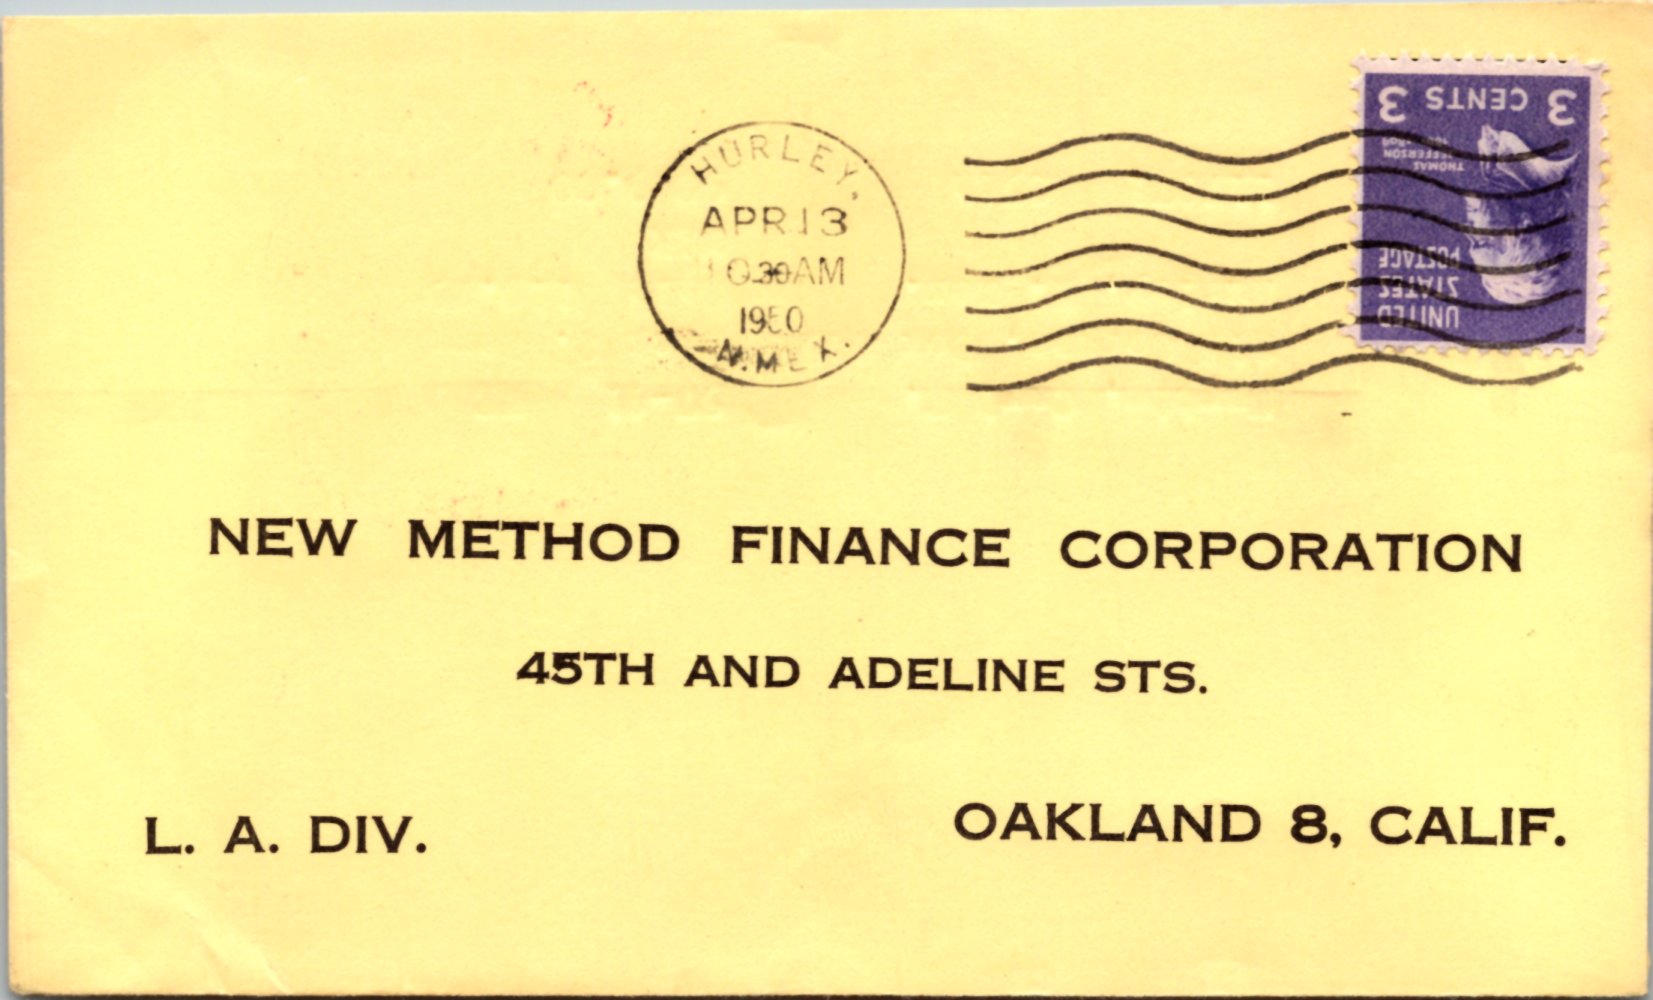 HURLEY,
APR 13
10 30 AM
1950
N. MEX.
3 CENTS 3
THOMAS
JEFFERSON
UNITED
STATES
POSTAGE
NEW METHOD FINANCE CORPORATION
45TH AND ADELINE STS.
L. A. DIV.
OAKLAND 8, CALIF.